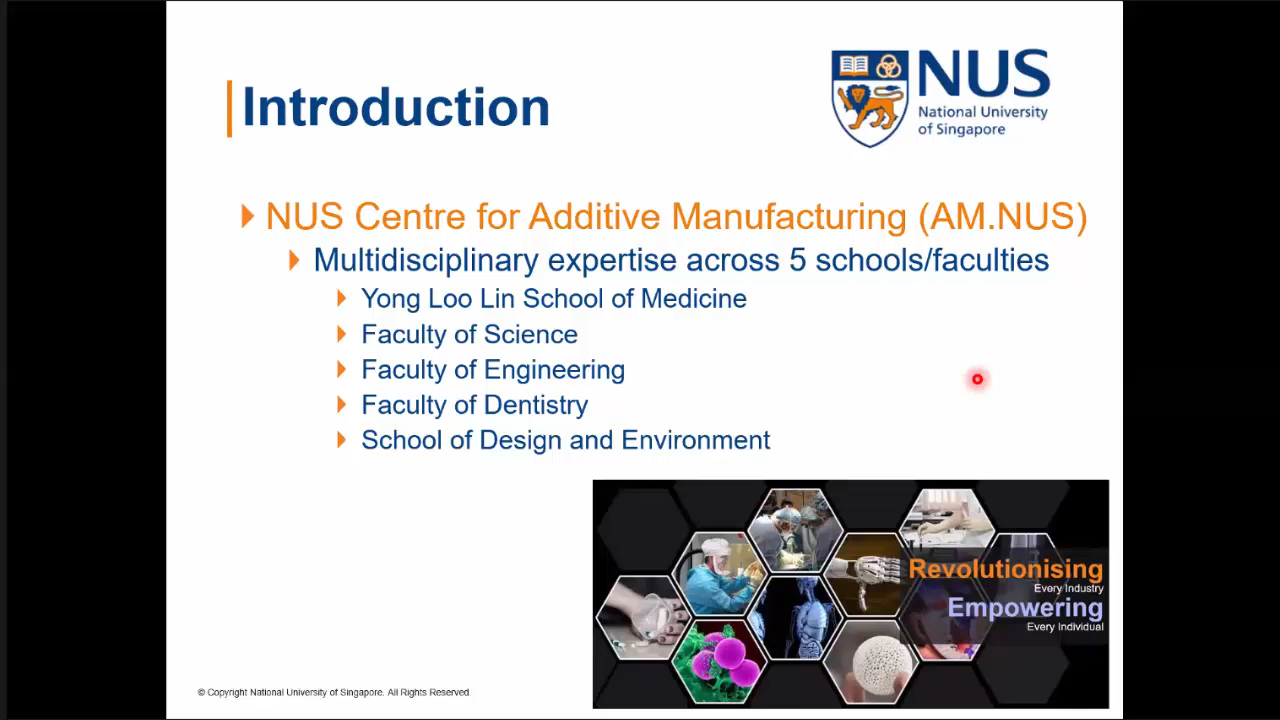 Introduction
NUS
National University
of Singapore
NUS Centre for Additive Manufacturing (AM.NUS)
Multidisciplinary expertise across 5 schools/faculties
Yong Loo Lin School of Medicine
Faculty of Science
Faculty of Engineering
Faculty of Dentistry
School of Design and Environment
Revolutionising
Every Industry
Empowering
Every Individual
© Copyright National University of Singapore. All Rights Reserved.